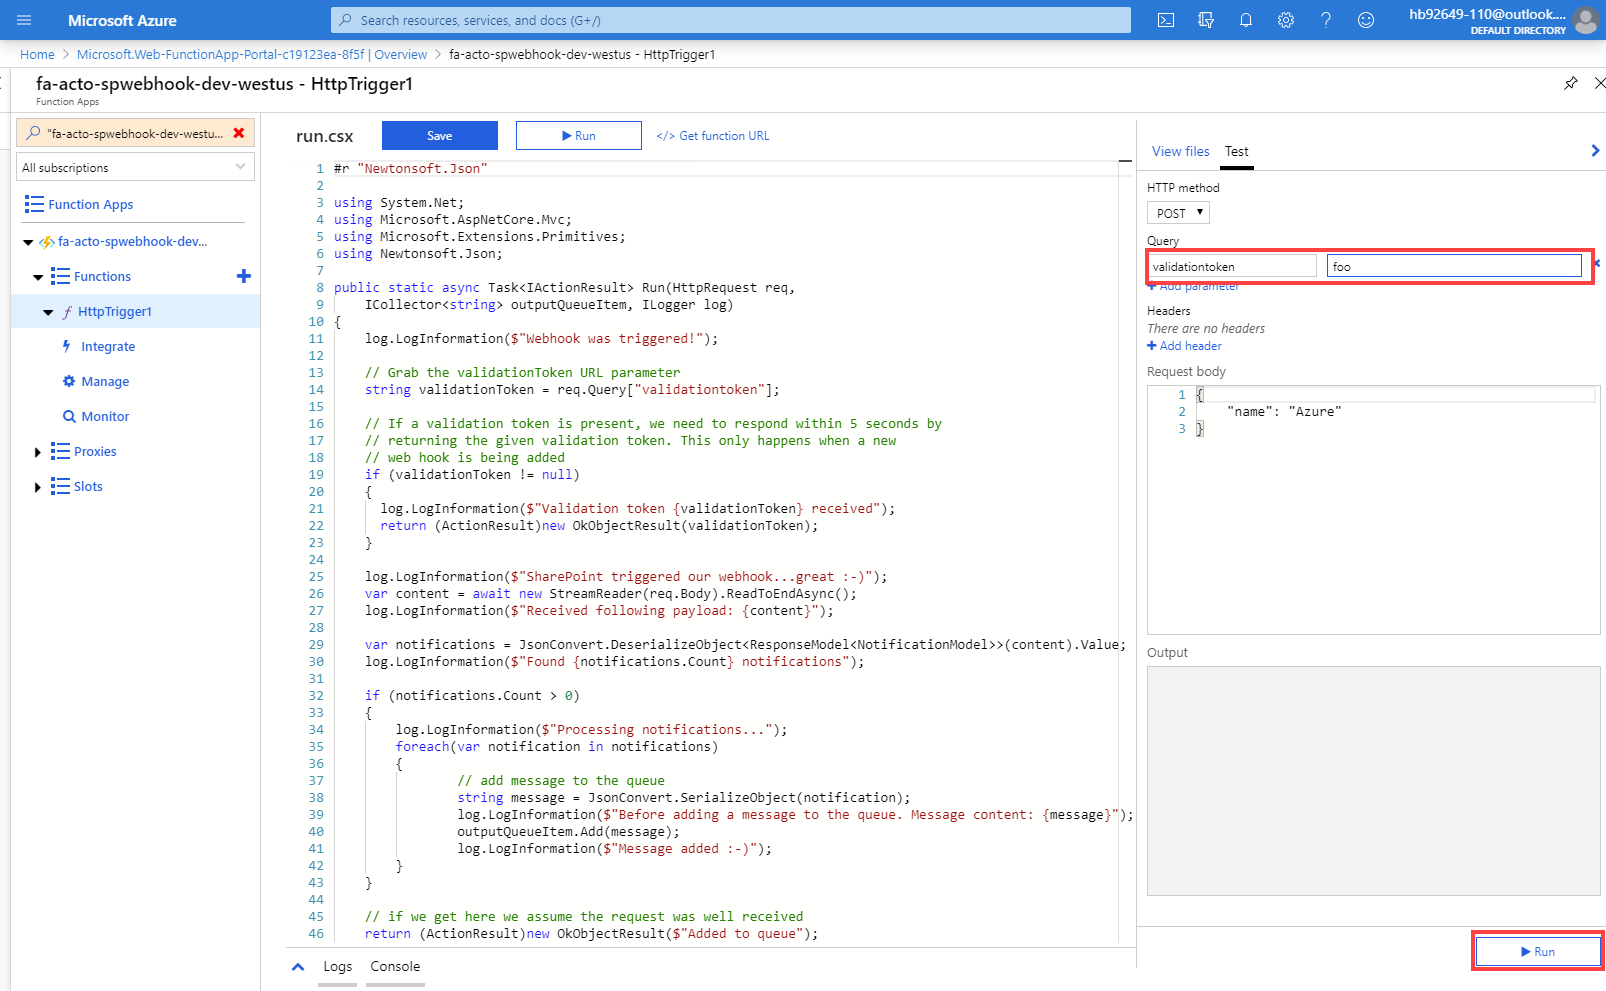 Microsoft Azure
Search resources, services, and docs (G+/)
hb92649-110@outlook....
DEFAULT DIRECTORY
Home > Microsoft.Web-FunctionApp-Portal-c19123ea-8f5f | Overview > fa-acto-spwebhook-dev-westus - HttpTrigger1
fa-acto-spwebhook-dev-westus - HttpTrigger1
Function Apps
"fa-acto-spwebhook-dev-westu...
All subscriptions
Function Apps
fa-acto-spwebhook-dev...
Functions
HttpTrigger1
Integrate
Manage
Monitor
Proxies
Slots
run.csx
Save
Run
</> Get function URL
1 #r "Newtonsoft.Json"
2
3 using System.Net;
4 using Microsoft.AspNetCore.Mvc;
5 using Microsoft.Extensions.Primitives;
6 using Newtonsoft.Json;
7
8 public static async Task<IActionResult> Run(HttpRequest req,
9 ICollector<string> outputQueueItem, ILogger log)
10 {
11 log.LogInformation($"Webhook was triggered!");
12
13 // Grab the validationToken URL parameter
14 string validationToken = req.Query["validationtoken"];
15
16 // If a validation token is present, we need to respond within 5 seconds by
17 // returning the given validation token. This only happens when a new
18 // web hook is being added
19 if (validationToken != null)
20 {
21 log.LogInformation($"Validation token {validationToken} received");
22 return (ActionResult)new OkObjectResult(validationToken);
23 }
24
25 log.LogInformation($"SharePoint triggered our webhook...great :-)");
26 var content = await new StreamReader(req.Body).ReadToEndAsync();
27 log.LogInformation($"Received following payload: {content}");
28
29 var notifications = JsonConvert.DeserializeObject<ResponseModel<NotificationModel>>(content).Value;
30 log.LogInformation($"Found {notifications.Count} notifications");
31
32 if (notifications.Count > 0)
33 {
34 log.LogInformation($"Processing notifications...");
35 foreach(var notification in notifications)
36 {
37 // add message to the queue
38 string message = JsonConvert.SerializeObject(notification);
39 log.LogInformation($"Before adding a message to the queue. Message content: {message}");
40 outputQueueItem.Add(message);
41 log.LogInformation($"Message added :-)");
42 }
43 }
44
45 // if we get here we assume the request was well received
46 return (ActionResult)new OkObjectResult($"Added to queue");
Logs
Console
View files
Test
HTTP method
POST
Query
validationtoken
foo
Add parameter
Headers
There are no headers
Add header
Request body
1 {
2 "name": "Azure"
3 }
Output
Run